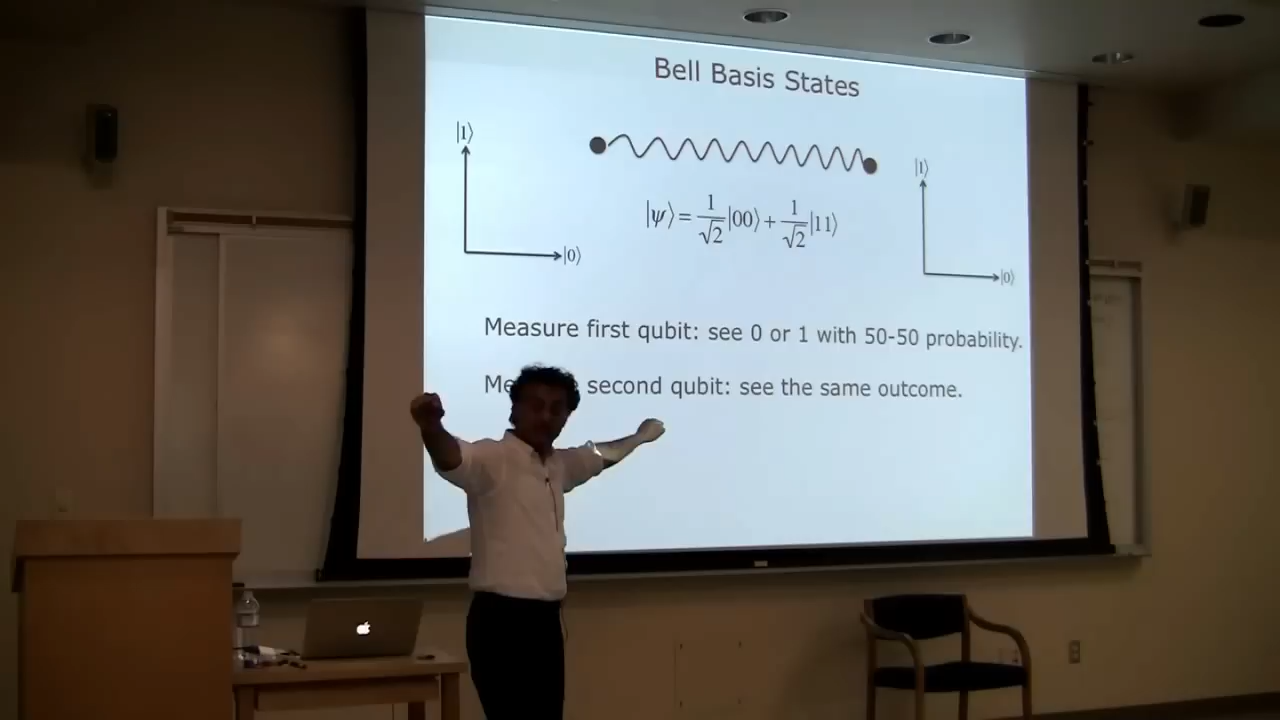 Bell Basis States
|1⟩
|1⟩
|ψ⟩ = 1/√2 |00⟩ + 1/√2 |11⟩
|0⟩
|0⟩
Measure first qubit: see 0 or 1 with 50-50 probability.
second qubit: see the same outcome.